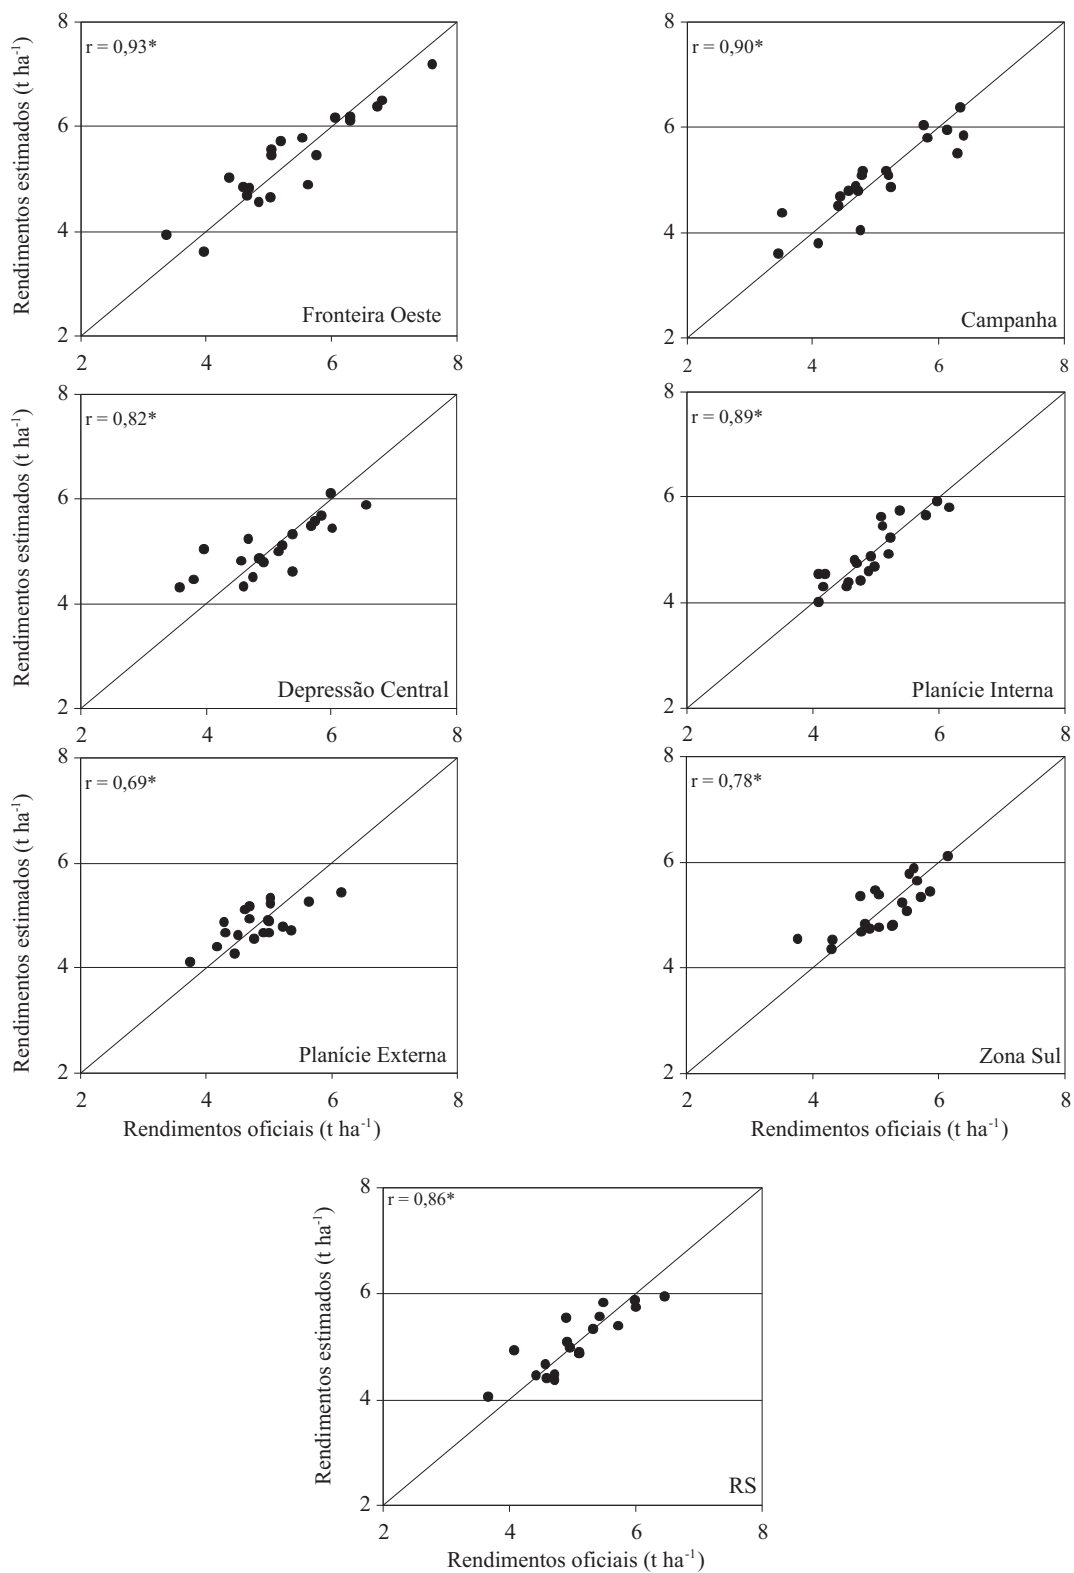 Rendimentos estimados (t ha-1)
8
6
4
2
r = 0,93*
Fronteira Oeste
2 4 6 8
8
6
4
2
r = 0,90*
Campanha
2 4 6 8
Rendimentos estimados (t ha-1)
8
6
4
2
r = 0,82*
Depressão Central
2 4 6 8
8
6
4
2
r = 0,89*
Planície Interna
2 4 6 8
Rendimentos estimados (t ha-1)
8
6
4
2
r = 0,69*
Planície Externa
2 4 6 8
Rendimentos oficiais (t ha-1)
8
6
4
2
r = 0,78*
Zona Sul
2 4 6 8
Rendimentos oficiais (t ha-1)
Rendimentos estimados (t ha-1)
8
6
4
2
r = 0,86*
RS
2 4 6 8
Rendimentos oficiais (t ha-1)